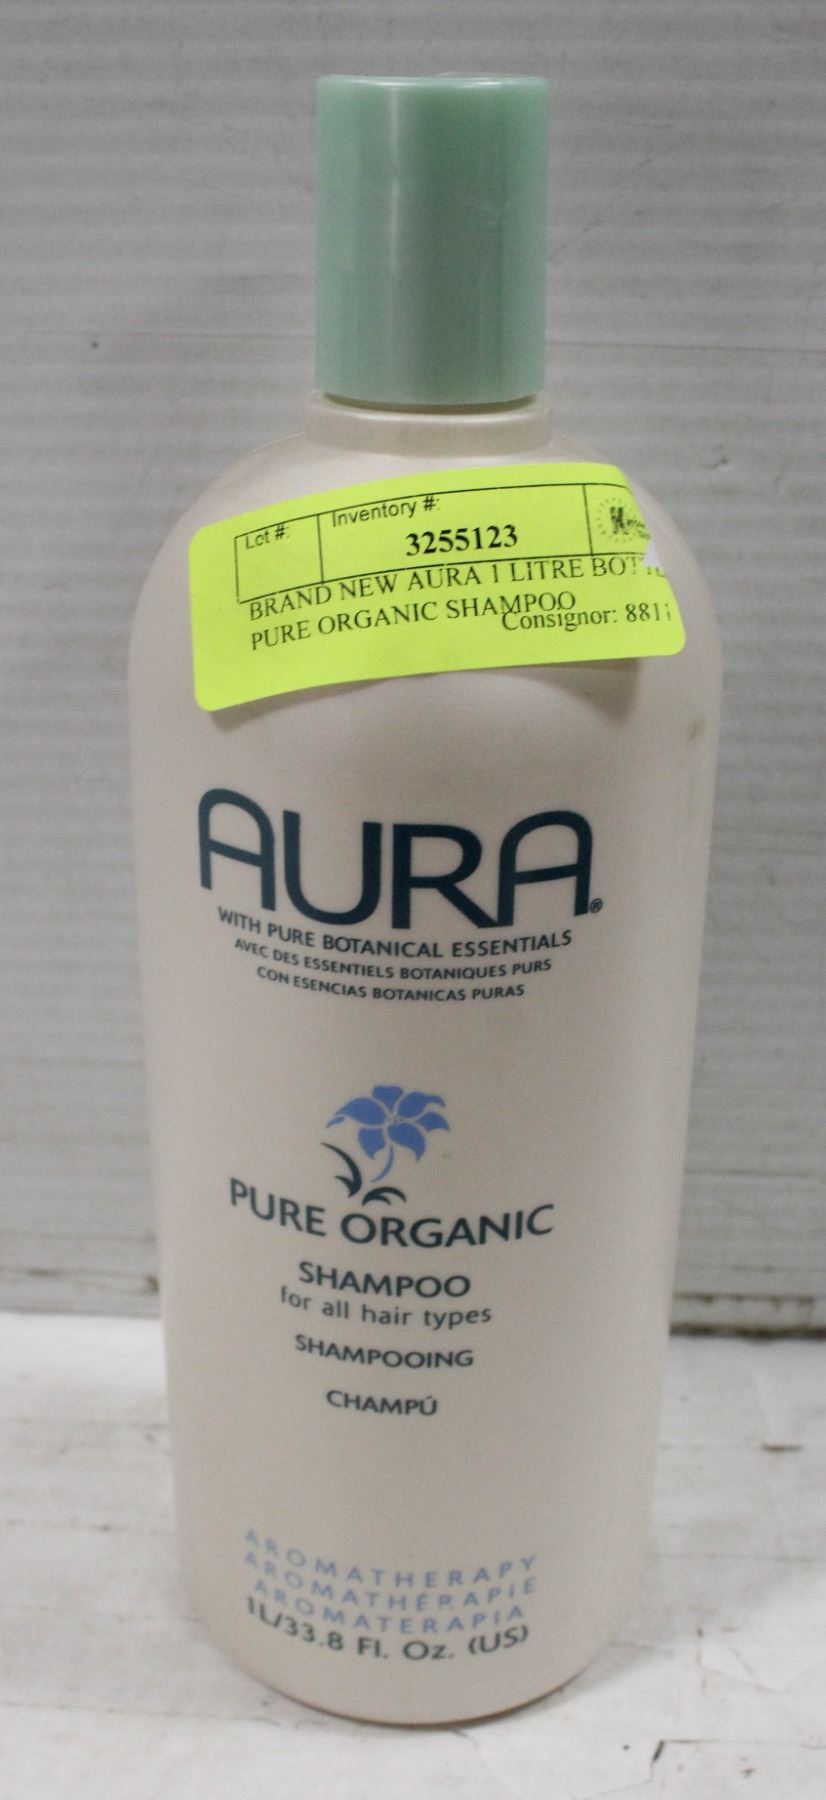 Lot #:
Inventory #:
3255123
BRAND NEW AURA 1 LITRE
PURE ORGANIC SHAMPOO
Consignor: 881
AURA®
WITH PURE BOTANICAL ESSENTIALS
AVEC DES ESSENTIELS BOTANIQUES PURS
CON ESENCIAS BOTANICAS PURAS
PURE ORGANIC
SHAMPOO
for all hair types
SHAMPOOING
CHAMPÚ
AROMATHERAPY
AROMATHÉRAPIE
AROMATERAPIA
1L/33.8 Fl. Oz. (US)